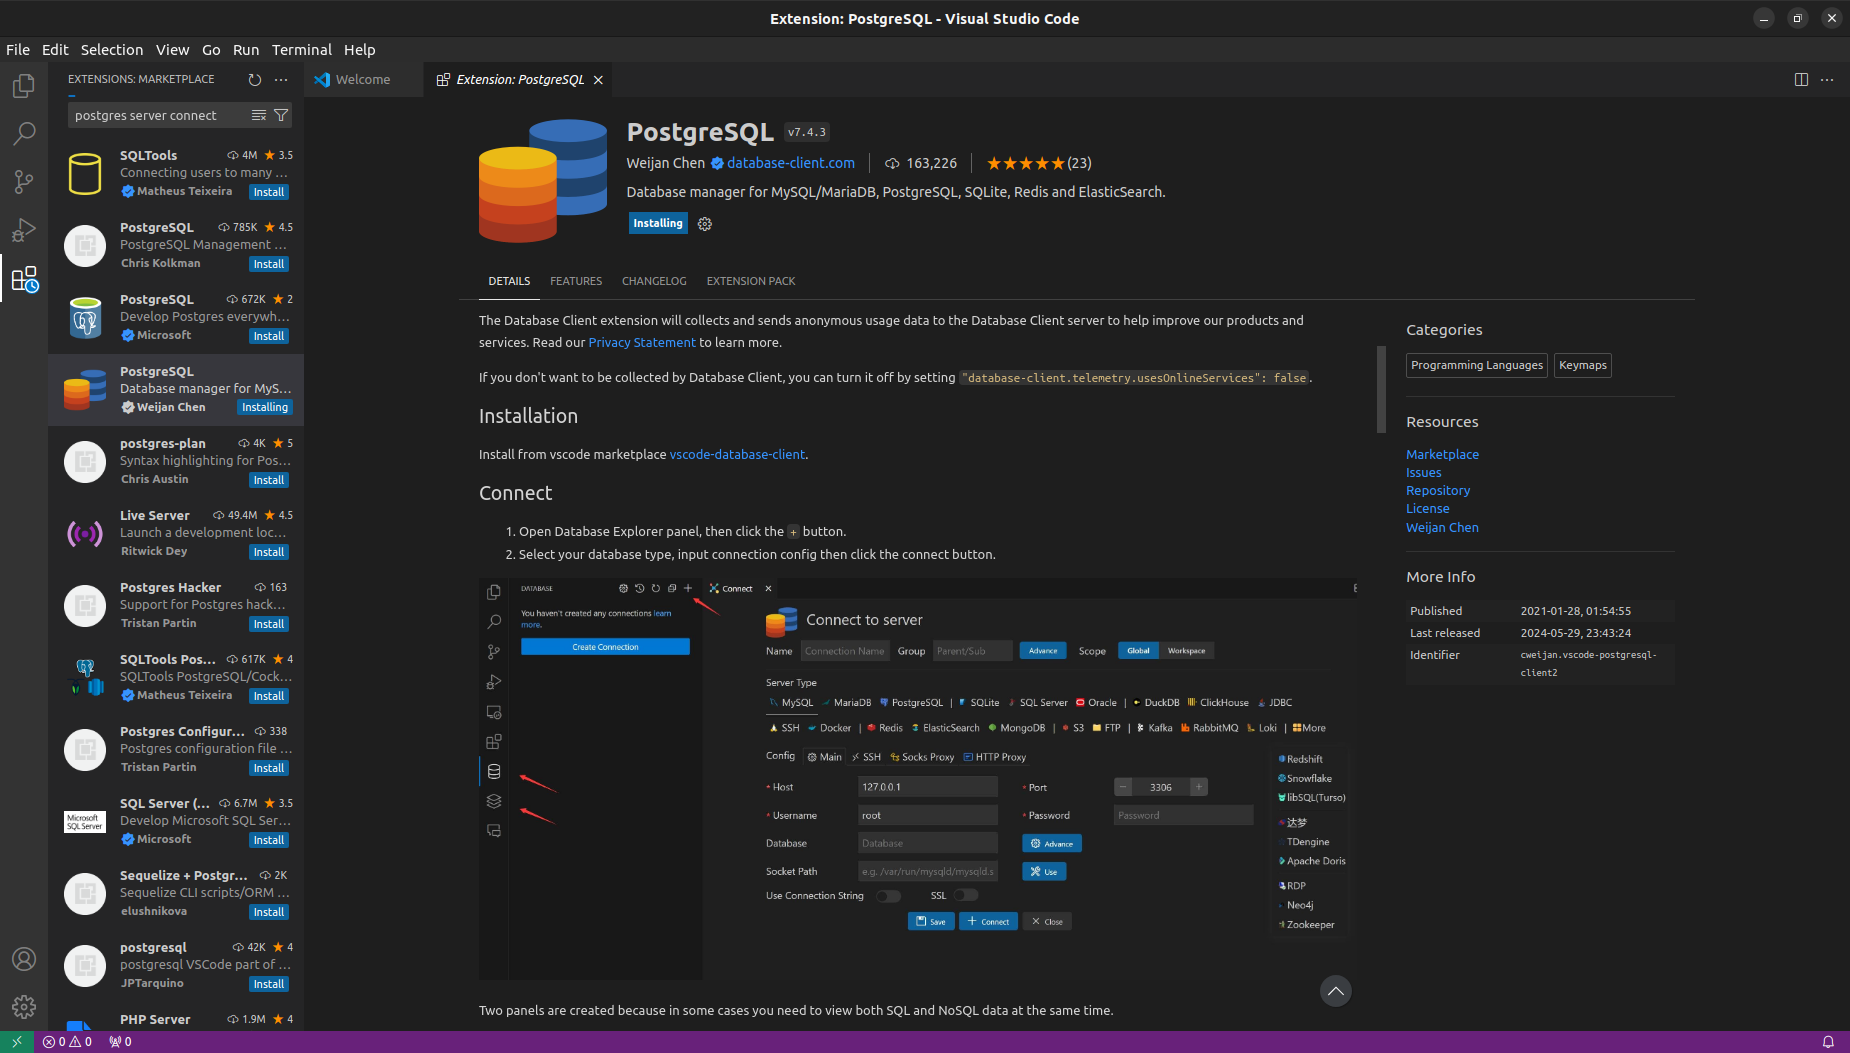 Extension: PostgreSQL - Visual Studio Code
File Edit Selection View Go Run Terminal Help
EXTENSIONS: MARKETPLACE
postgres server connect
SQLTools 4M 3.5
Connecting users to many ...
Matheus Teixeira Install
PostgreSQL 785K 4.5
PostgreSQL Management ...
Chris Kolkman Install
PostgreSQL 672K 2
Develop Postgres everywh...
Microsoft Install
PostgreSQL
Database manager for MyS...
Weijan Chen Installing
postgres-plan 4K 5
Syntax highlighting for Pos...
Chris Austin Install
Live Server 49.4M 4.5
Launch a development loc...
Ritwick Dey Install
Postgres Hacker 163
Support for Postgres hack...
Tristan Partin Install
SQLTools Pos... 617K 4
SQLTools PostgreSQL/Cock...
Matheus Teixeira Install
Postgres Configur... 338
Postgres configuration file ...
Tristan Partin Install
Microsoft
SQL Server
SQL Server (... 6.7M 3.5
Develop Microsoft SQL Ser...
Microsoft Install
Sequelize + Postgr... 2K
Sequelize CLI scripts/ORM ...
elushnikova Install
postgresql 42K 4
postgresql VSCode part of ...
JPTarquino Install
PHP Server 1.9M 4
Welcome Extension: PostgreSQL
PostgreSQL v7.4.3
Weijan Chen database-client.com 163,226 (23)
Database manager for MySQL/MariaDB, PostgreSQL, SQLite, Redis and ElasticSearch.
Installing
DETAILS FEATURES CHANGELOG EXTENSION PACK
The Database Client extension will collects and sends anonymous usage data to the Database Client server to help improve our products and
services. Read our Privacy Statement to learn more.
If you don't want to be collected by Database Client, you can turn it off by setting "database-client.telemetry.usesOnlineServices": false.
Installation
Install from vscode marketplace vscode-database-client.
Connect
1. Open Database Explorer panel, then click the + button.
2. Select your database type, input connection config then click the connect button.
DATABASE
You haven't created any connections learn
more.
Create Connection
Connect
Connect to server
Name Connection Name Group Parent/Sub Advance Scope Global Workspace
Server Type
MySQL MariaDB PostgreSQL | SQLite SQL Server Oracle | DuckDB ClickHouse JDBC
SSH Docker | Redis ElasticSearch MongoDB | S3 FTP | Kafka RabbitMQ Loki | More
Config Main SSH Socks Proxy HTTP Proxy
* Host 127.0.0.1 * Port − 3306 +
* Username root * Password Password
Database Database Advance
Socket Path e.g. /var/run/mysqld/mysqld.s Use
Use Connection String SSL
Save Connect Close
Redshift
Snowflake
libSQL(Turso)
达梦
TDengine
Apache Doris
RDP
Neo4j
Zookeeper
Two panels are created because in some cases you need to view both SQL and NoSQL data at the same time.
Categories
Programming Languages Keymaps
Resources
Marketplace
Issues
Repository
License
Weijan Chen
More Info
Published 2021-01-28, 01:54:55
Last released 2024-05-29, 23:43:24
Identifier cweijan.vscode-postgresql-
client2
0 0 0